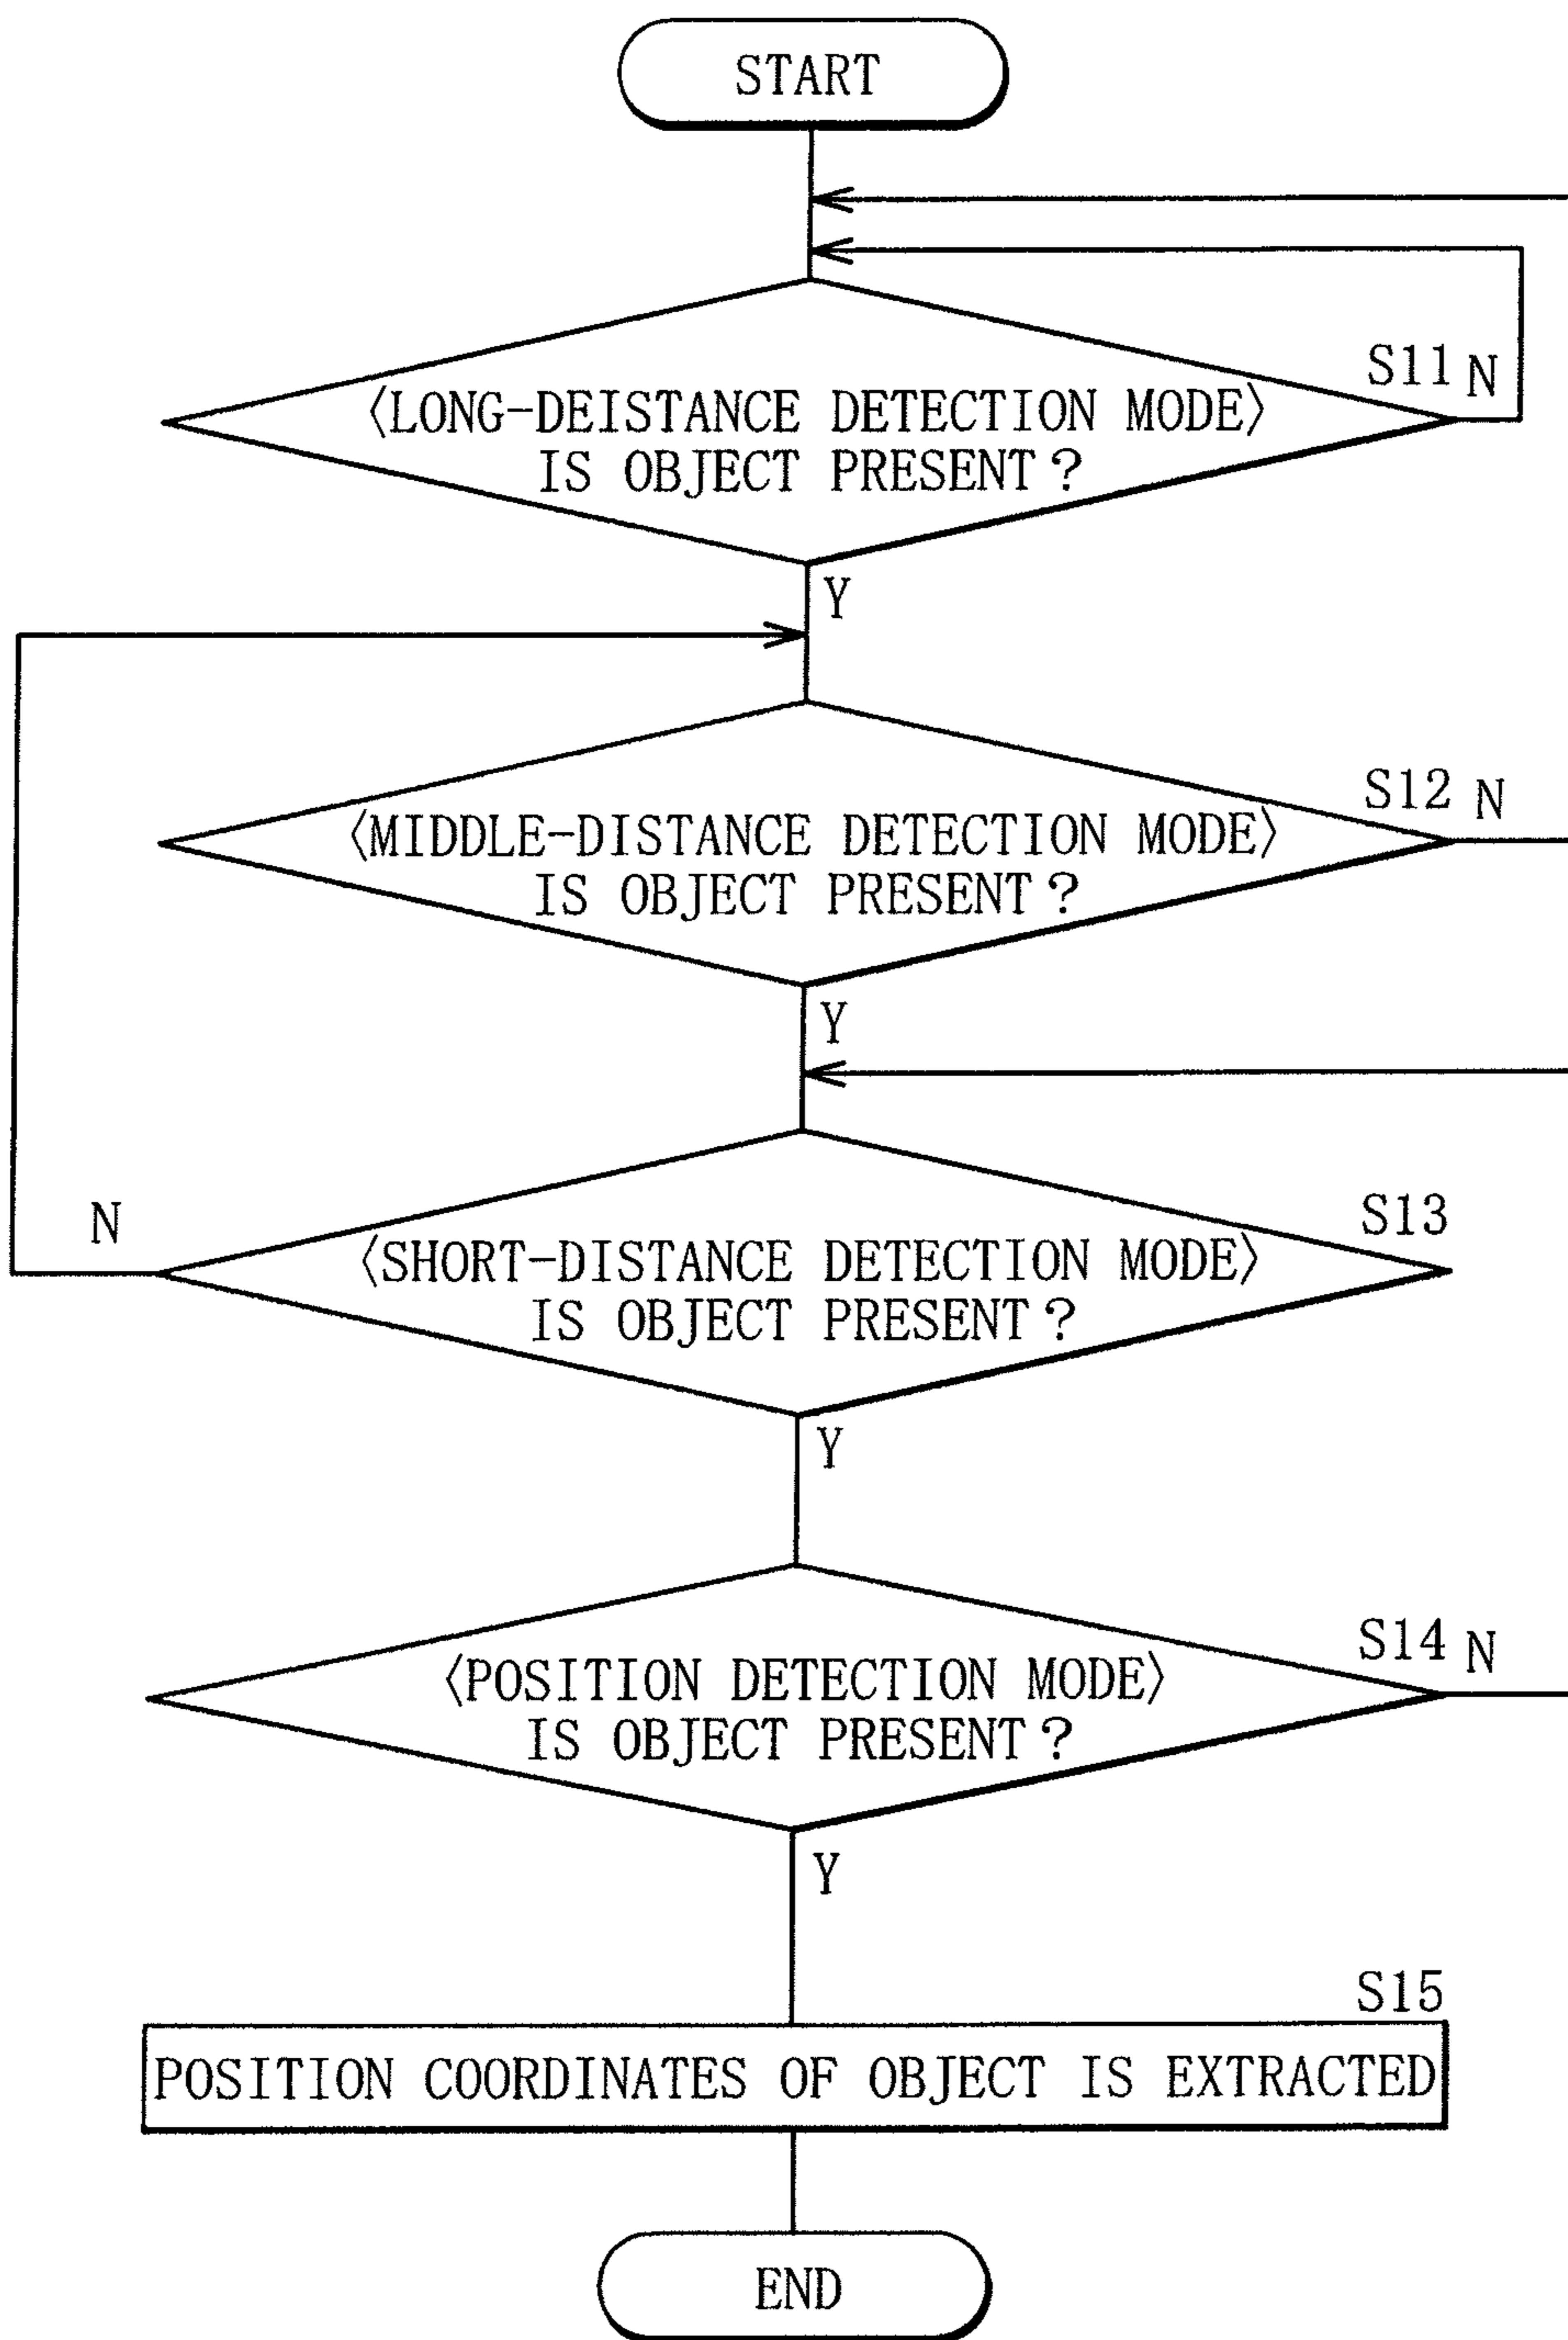 START
S11 N
〈LONG-DEISTANCE DETECTION MODE〉
IS OBJECT PRESENT?
Y
S12 N
〈MIDDLE-DISTANCE DETECTION MODE〉
IS OBJECT PRESENT?
Y
N
S13
〈SHORT-DISTANCE DETECTION MODE〉
IS OBJECT PRESENT?
Y
S14 N
〈POSITION DETECTION MODE〉
IS OBJECT PRESENT?
Y
S15
POSITION COORDINATES OF OBJECT IS EXTRACTED
END